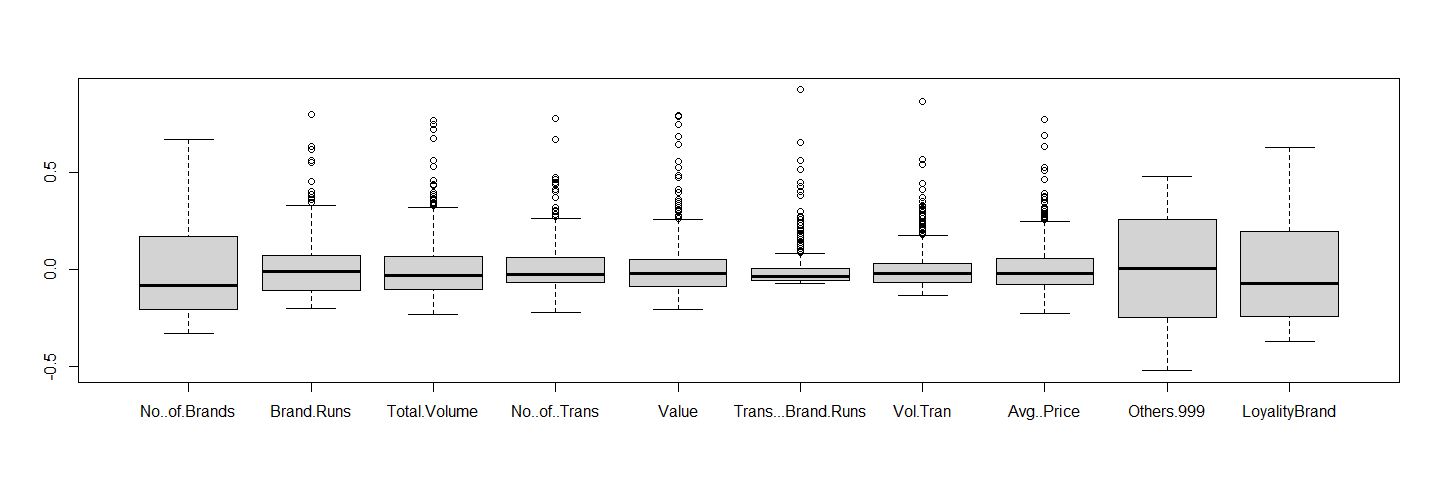 0.5
0.0
-0.5
No..of.Brands Brand.Runs Total.Volume No..of..Trans Value Trans...Brand.Runs Vol.Tran Avg..Price Others.999 LoyalityBrand